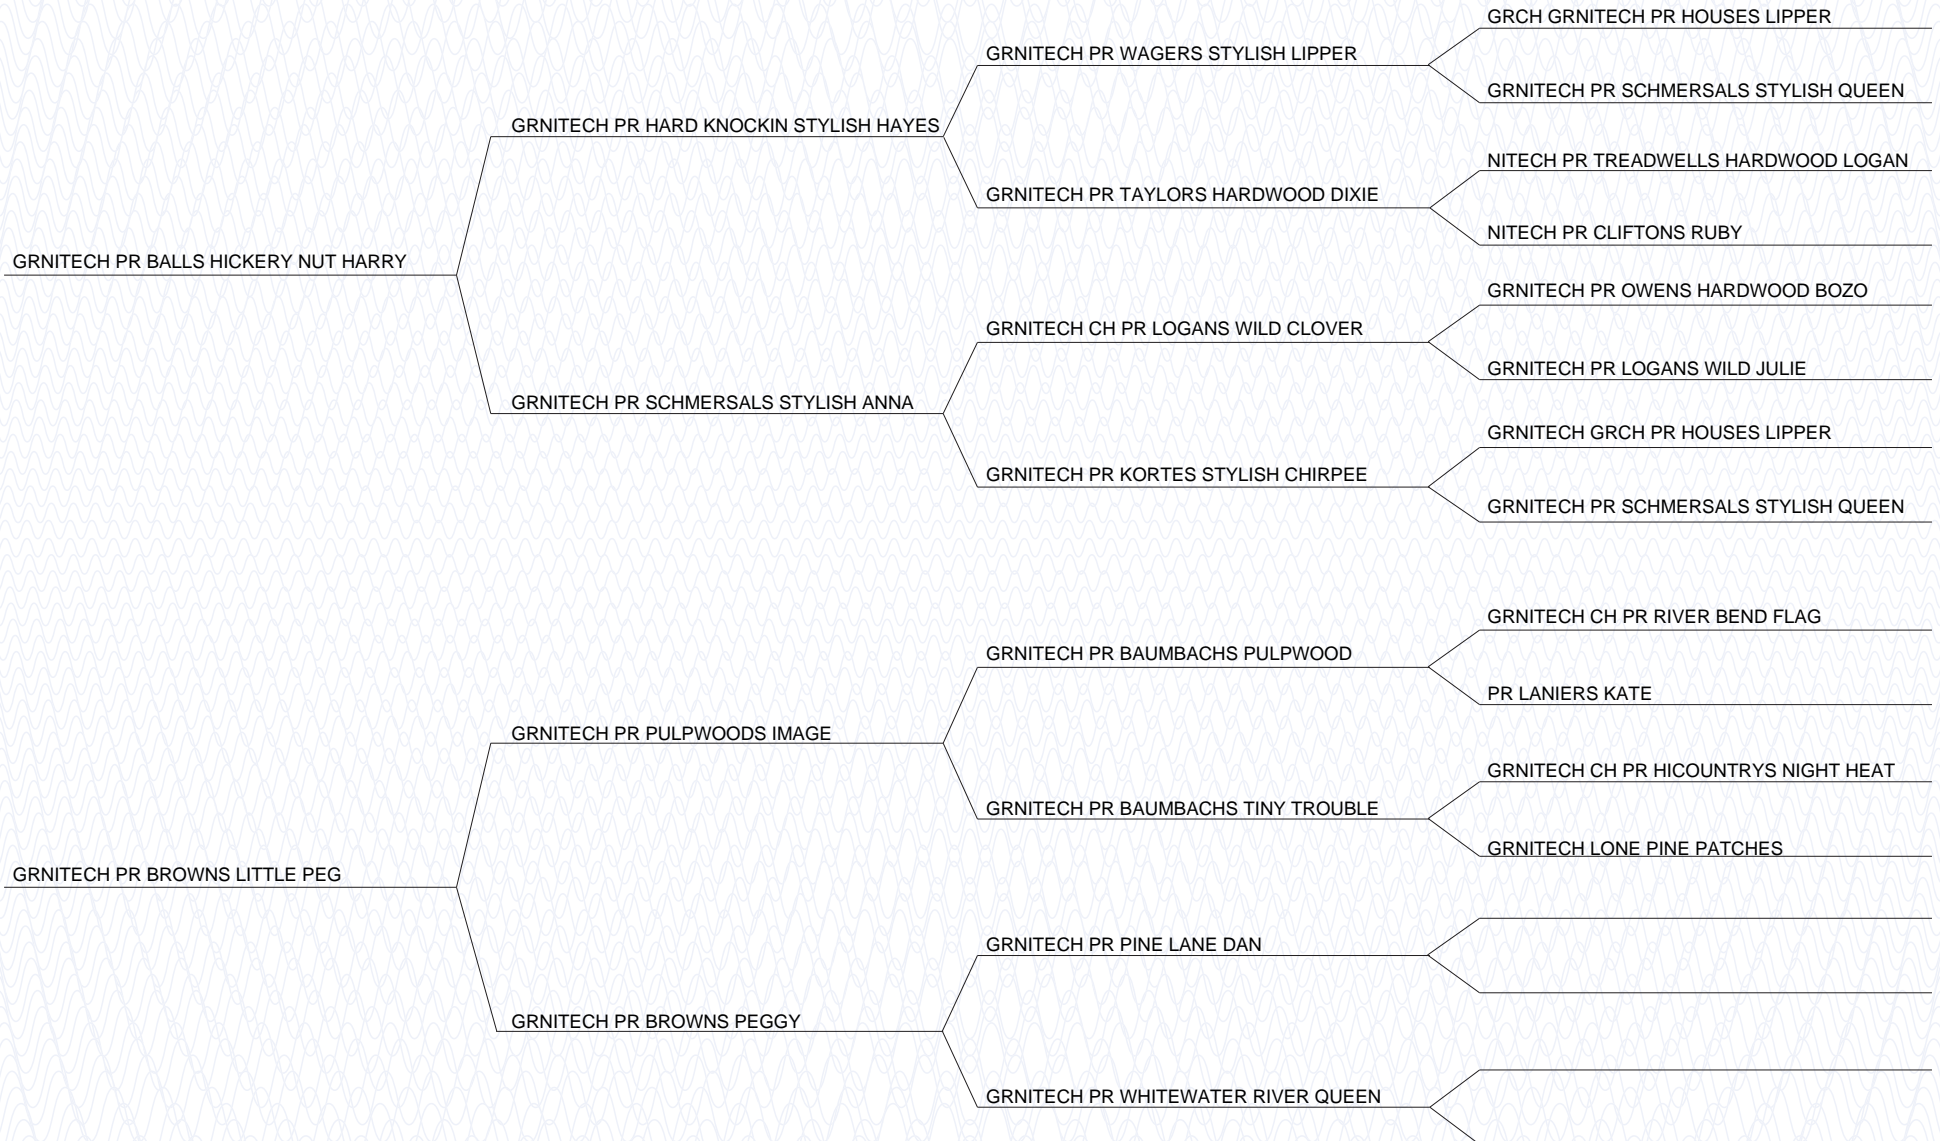 GRCH GRNITECH PR HOUSES LIPPER
GRNITECH PR WAGERS STYLISH LIPPER
GRNITECH PR SCHMERSALS STYLISH QUEEN
GRNITECH PR HARD KNOCKIN STYLISH HAYES
NITECH PR TREADWELLS HARDWOOD LOGAN
GRNITECH PR TAYLORS HARDWOOD DIXIE
NITECH PR CLIFTONS RUBY
GRNITECH PR BALLS HICKERY NUT HARRY
GRNITECH PR OWENS HARDWOOD BOZO
GRNITECH CH PR LOGANS WILD CLOVER
GRNITECH PR LOGANS WILD JULIE
GRNITECH PR SCHMERSALS STYLISH ANNA
GRNITECH GRCH PR HOUSES LIPPER
GRNITECH PR KORTES STYLISH CHIRPEE
GRNITECH PR SCHMERSALS STYLISH QUEEN
GRNITECH CH PR RIVER BEND FLAG
GRNITECH PR BAUMBACHS PULPWOOD
PR LANIERS KATE
GRNITECH PR PULPWOODS IMAGE
GRNITECH CH PR HICOUNTRYS NIGHT HEAT
GRNITECH PR BAUMBACHS TINY TROUBLE
GRNITECH LONE PINE PATCHES
GRNITECH PR BROWNS LITTLE PEG
GRNITECH PR PINE LANE DAN
GRNITECH PR BROWNS PEGGY
GRNITECH PR WHITEWATER RIVER QUEEN